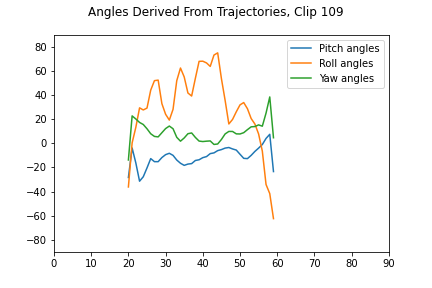 Angles Derived From Trajectories, Clip 109
80
60
40
20
0
−20
−40
−60
−80
0 10 20 30 40 50 60 70 80 90
Pitch angles
Roll angles
Yaw angles